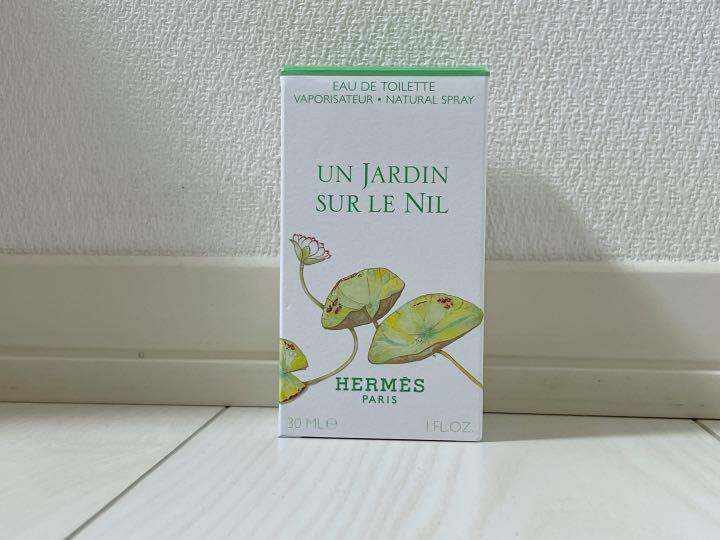 EAU DE TOILETTE
VAPORISATEUR • NATURAL SPRAY
UN JARDIN
SUR LE NIL
HERMÈS
PARIS
30 ML℮ 1 FL.OZ.